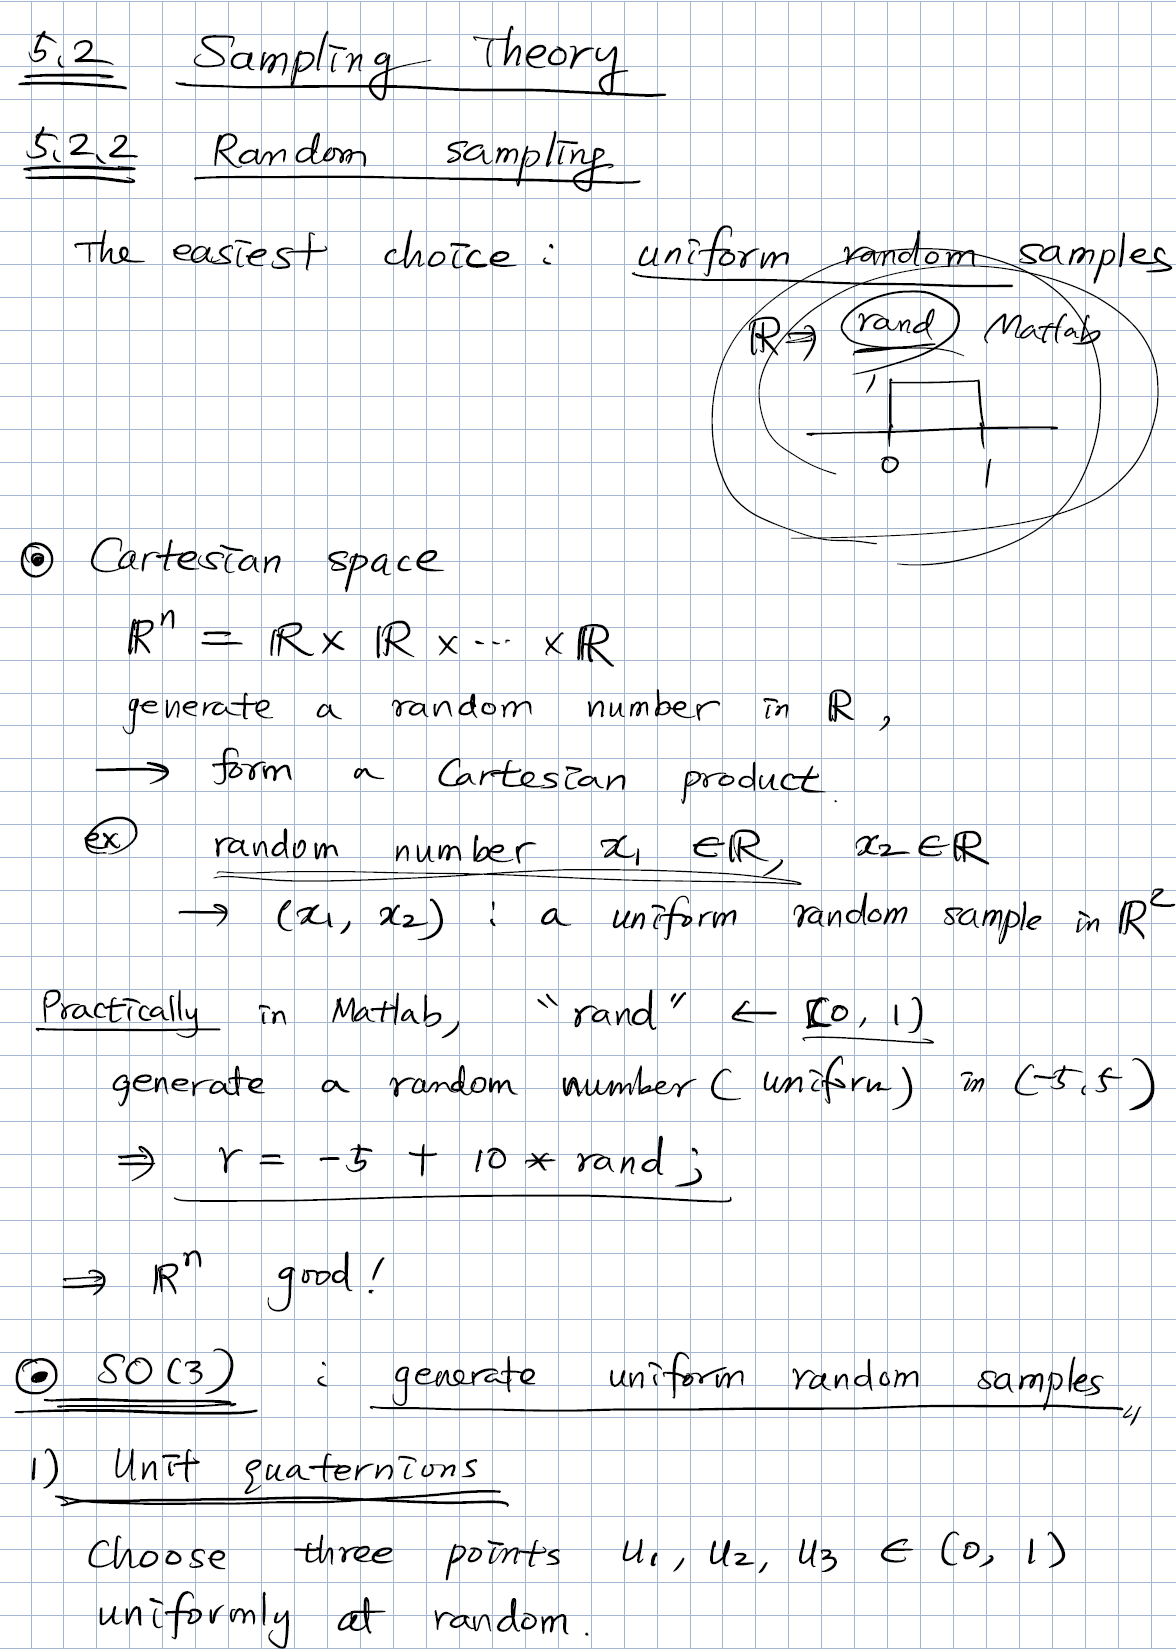 5.2 Sampling Theory
5.2.2 Random sampling
The easiest choice : uniform random samples
ℝ ⇒ rand Matlab
1
0 1
⊙ Cartesian space
ℝⁿ = ℝ × ℝ × ··· × ℝ
generate a random number in ℝ,
→ form a Cartesian product.
ex random number x₁ ∈ ℝ, x₂ ∈ ℝ
→ (x₁, x₂) : a uniform random sample in ℝ²
Practically in Matlab, "rand" ← (0, 1)
generate a random number ( uniform) in (-5, 5)
⇒ r = -5 + 10 * rand ;
⇒ ℝⁿ good!
⊙ SO(3) : generate uniform random samples
1) Unit quaternions
Choose three points u₁, u₂, u₃ ∈ (0, 1)
uniformly at random.